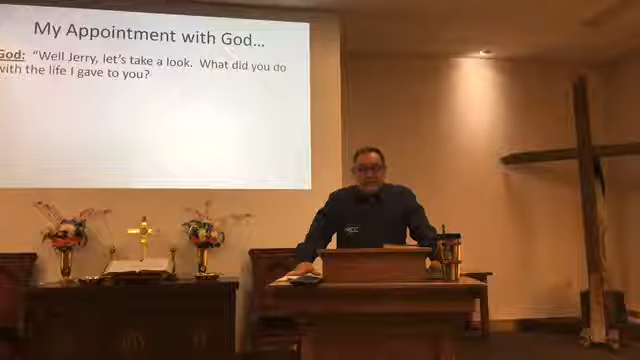 My Appointment with God…
God: “Well Jerry, let’s take a look. What did you do
with the life I gave to you?